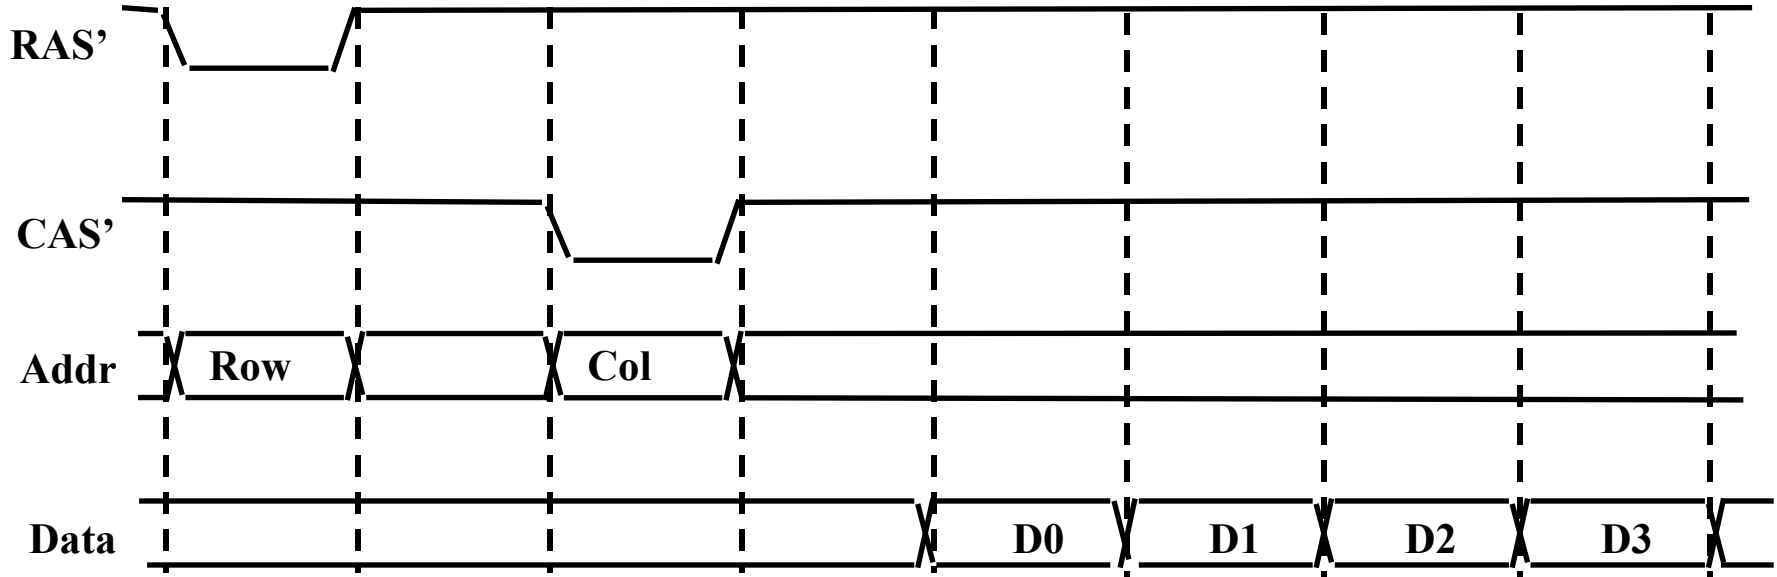 RAS’
CAS’
Addr Row Col
Data D0 D1 D2 D3